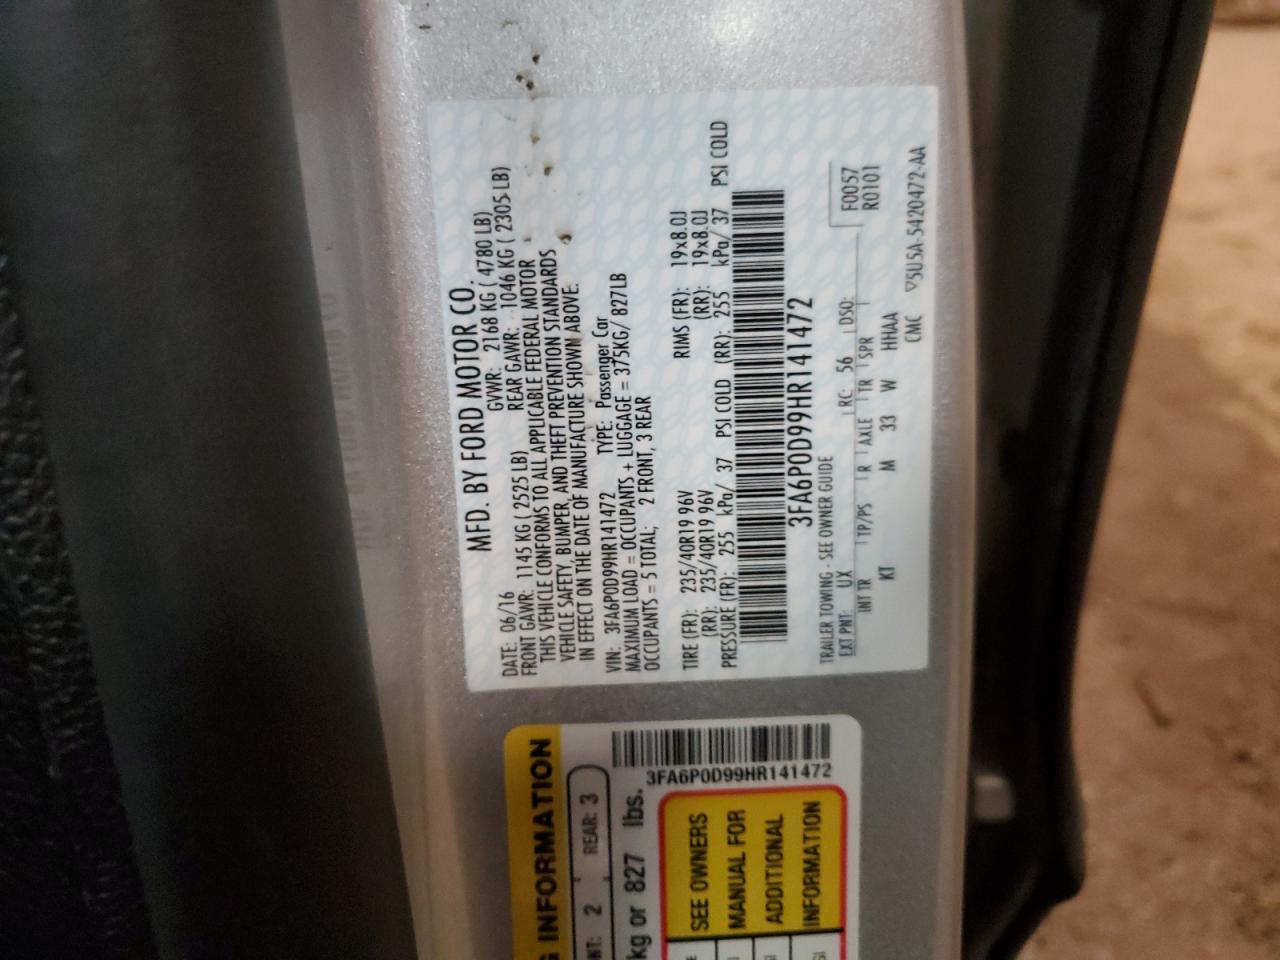 MFD. BY FORD MOTOR CO.
DATE: 06/16 GVWR: 2168 KG ( 4780 LB)
FRONT GAWR: 1145 KG ( 2525 LB) REAR GAWR: 1046 KG ( 2305 LB)
THIS VEHICLE CONFORMS TO ALL APPLICABLE FEDERAL MOTOR
VEHICLE SAFETY, BUMPER, AND THEFT PREVENTION STANDARDS
IN EFFECT ON THE DATE OF MANUFACTURE SHOWN ABOVE.
VIN: 3FA6P0D99HR141472 TYPE: Passenger Car
MAXIMUM LOAD = OCCUPANTS + LUGGAGE = 375KG/ 827LB
OCCUPANTS = 5 TOTAL; 2 FRONT, 3 REAR
TIRE (FR): 235/40R19 96V RIMS (FR): 19x8.0J
(RR): 235/40R19 96V (RR): 19x8.0J
PRESSURE (FR): 255 kPa/ 37 PSI COLD (RR): 255 kPa/ 37 PSI COLD
3FA6P0D99HR141472
TRAILER TOWING - SEE OWNER GUIDE F0057
EXT PNT: UX RC: 56 DSO: R0101
INT TR TP/PS R AXLE TR SPR
KT M 33 W HHAA
CMC ▽5U5A-5420472-AA
INFORMATION
2 REAR: 3
kg or 827 lbs.
3FA6P0D99HR141472
SEE OWNERS
MANUAL FOR
ADDITIONAL
INFORMATION